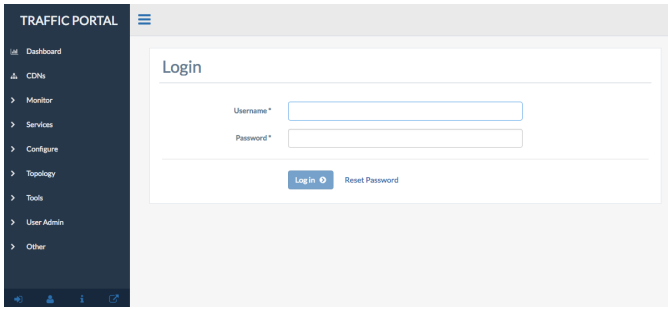 TRAFFIC PORTAL
Dashboard
CDNs
Monitor
Services
Configure
Topology
Tools
User Admin
Other
Login
Username *
Password *
Log in
Reset Password